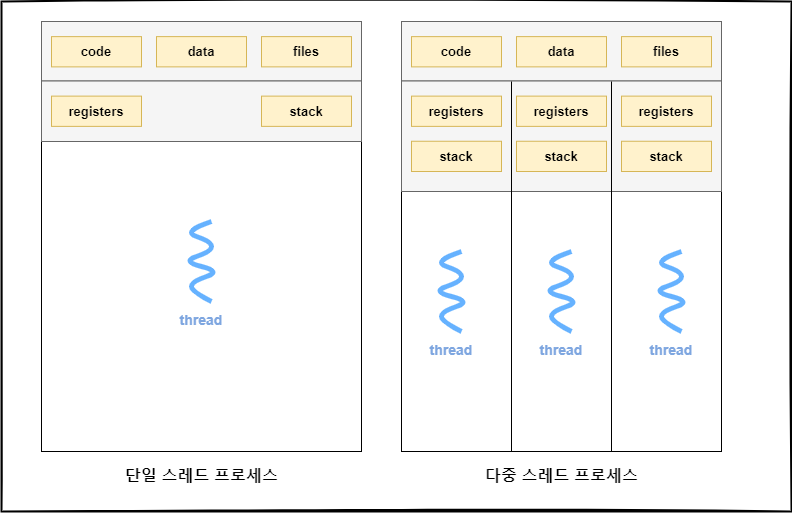 code data files
registers stack
thread
단일 스레드 프로세스
code data files
registers registers registers
stack stack stack
thread thread thread
다중 스레드 프로세스